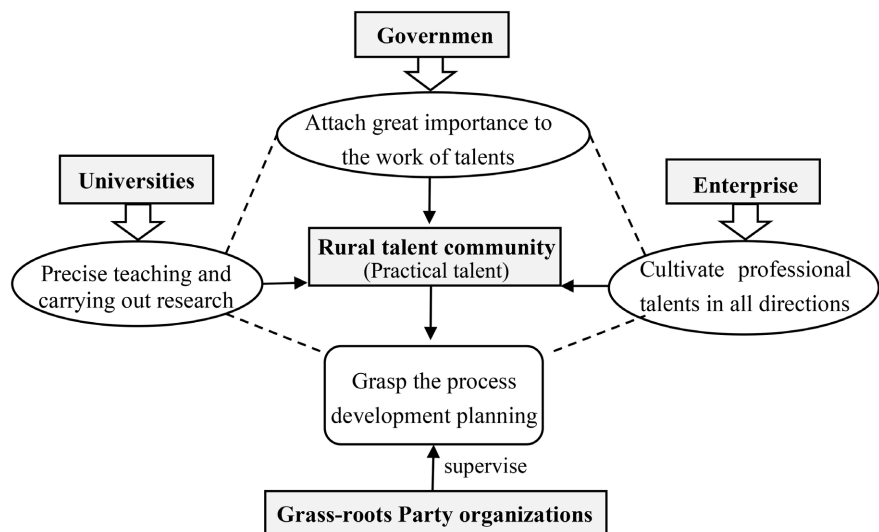 Governmen
Attach great importance to
the work of talents
Universities
Enterprise
Rural talent community
(Practical talent)
Precise teaching and
carrying out research
Cultivate professional
talents in all directions
Grasp the process
development planning
supervise
Grass-roots Party organizations